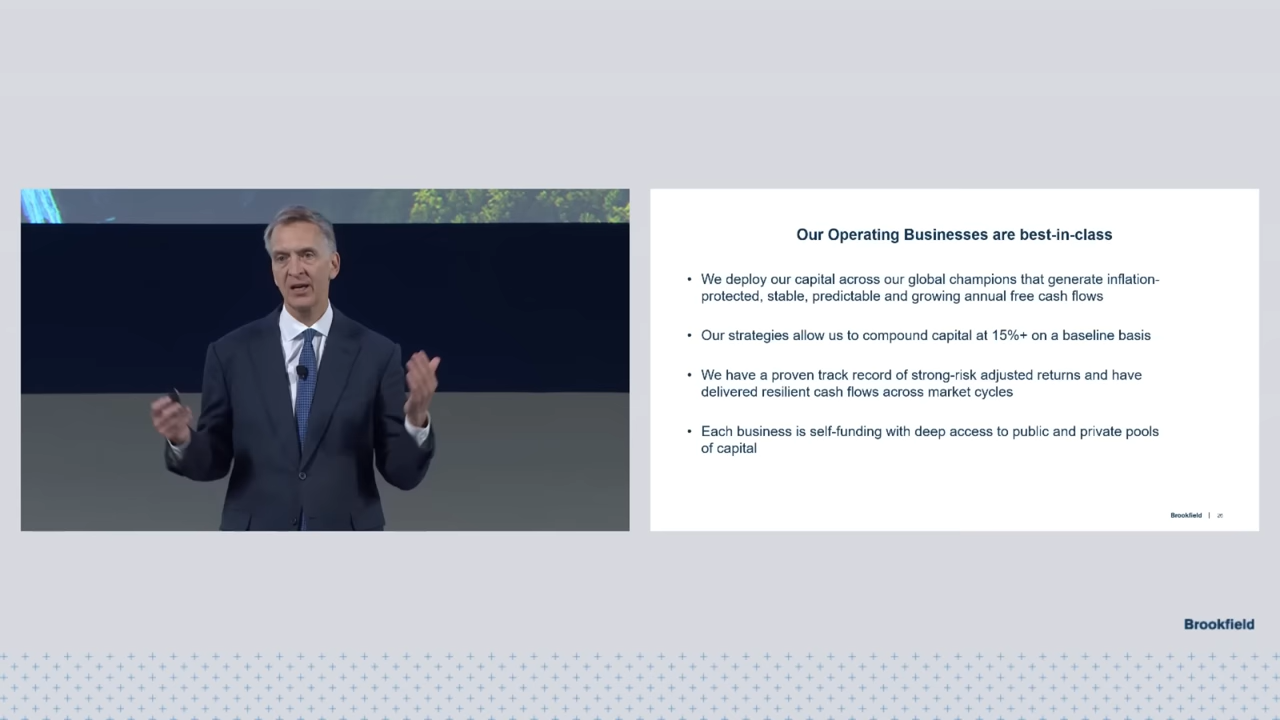 Our Operating Businesses are best-in-class
• We deploy our capital across our global champions that generate inflation-
protected, stable, predictable and growing annual free cash flows
• Our strategies allow us to compound capital at 15%+ on a baseline basis
• We have a proven track record of strong-risk adjusted returns and have
delivered resilient cash flows across market cycles
• Each business is self-funding with deep access to public and private pools
of capital
Brookfield | 26
Brookfield